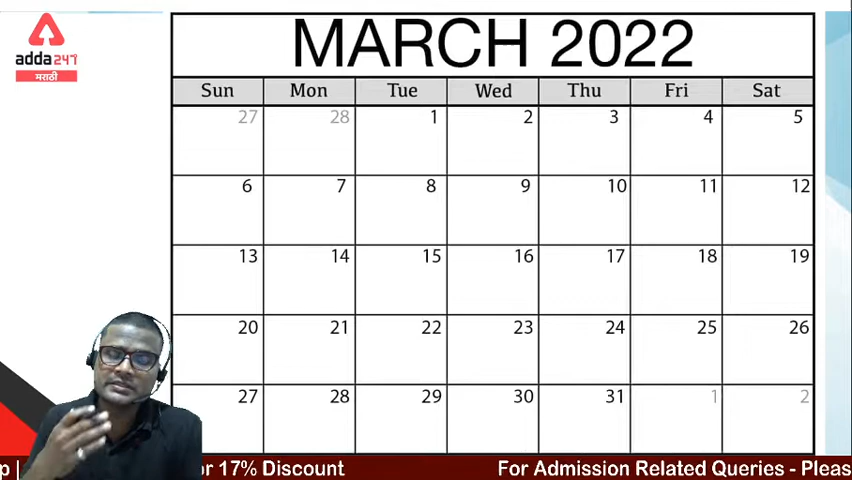 adda247
मराठी
MARCH 2022
Sun Mon Tue Wed Thu Fri Sat
27 28 1 2 3 4 5
6 7 8 9 10 11 12
13 14 15 16 17 18 19
20 21 22 23 24 25 26
27 28 29 30 31 1 2
p | or 17% Discount For Admission Related Queries - Pleas